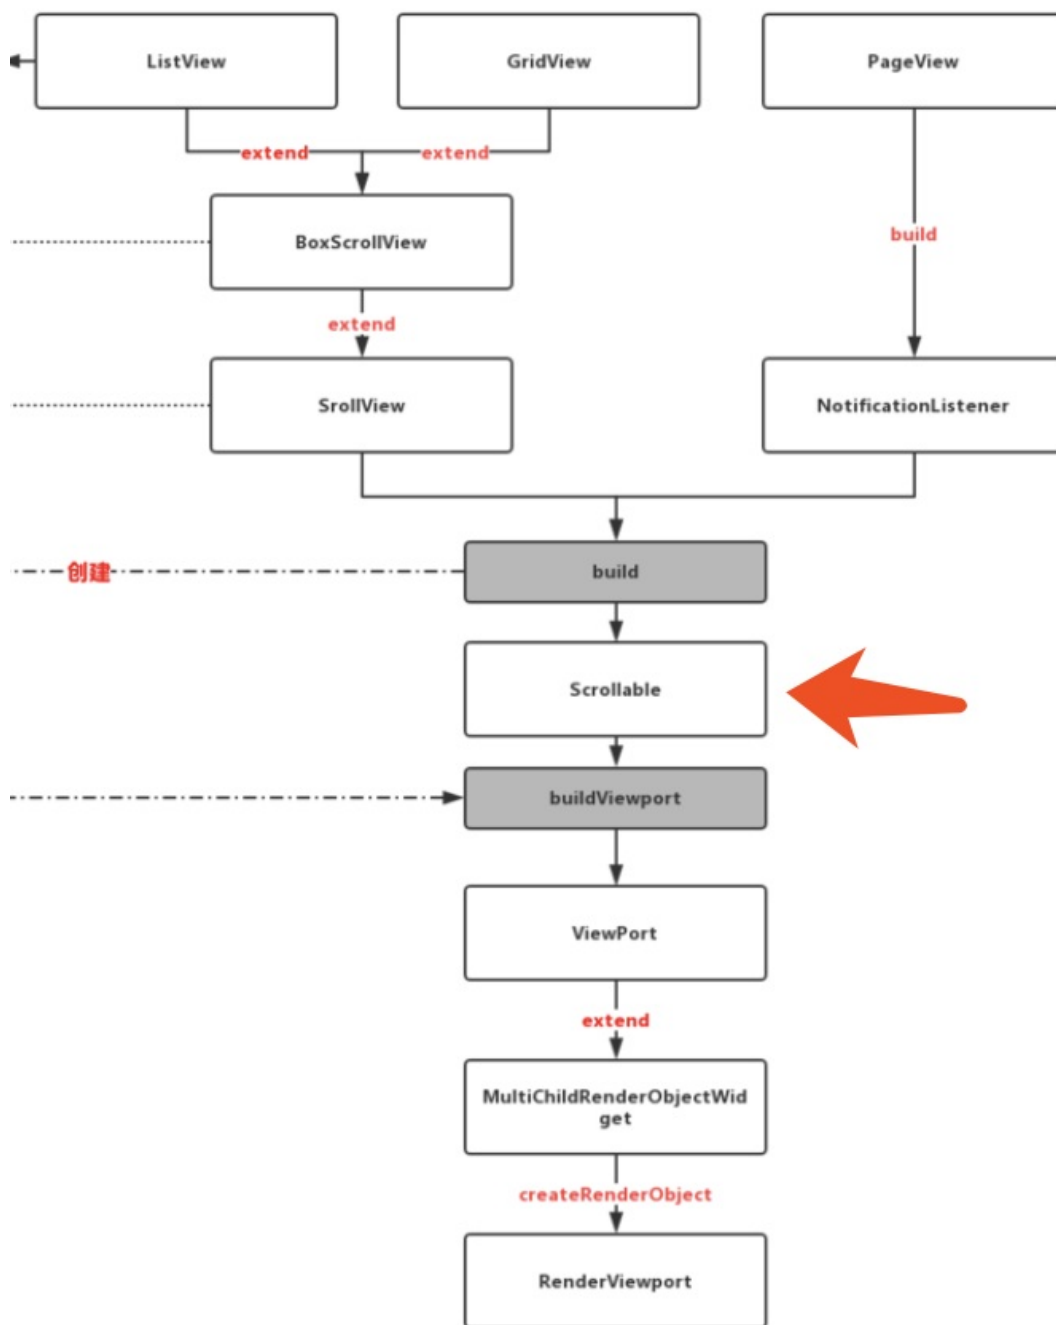 ListView
GridView
PageView
extend
extend
BoxScrollView
build
extend
SrollView
NotificationListener
创建
build
Scrollable
buildViewport
ViewPort
extend
MultiChildRenderObjectWid
get
createRenderObject
RenderViewport